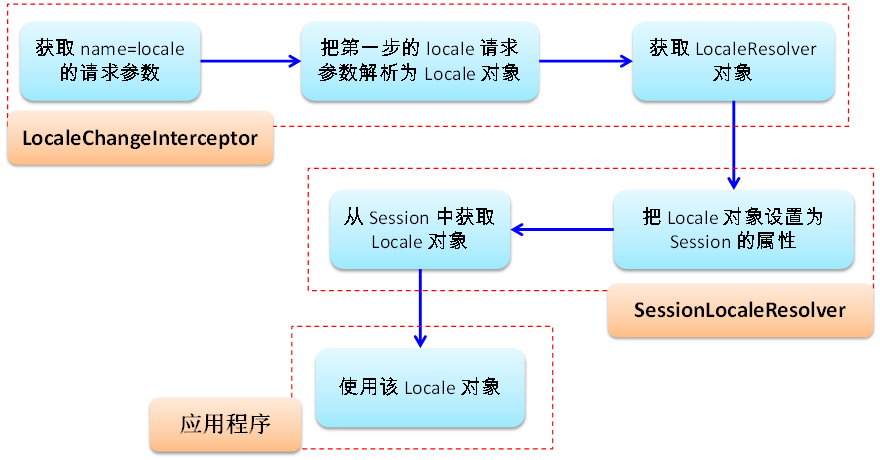 获取 name=locale
的请求参数
把第一步的 locale 请求
参数解析为 Locale 对象
获取 LocaleResolver
对象
LocaleChangeInterceptor
从 Session 中获取
Locale 对象
把 Locale 对象设置为
Session 的属性
SessionLocaleResolver
使用该 Locale 对象
应用程序